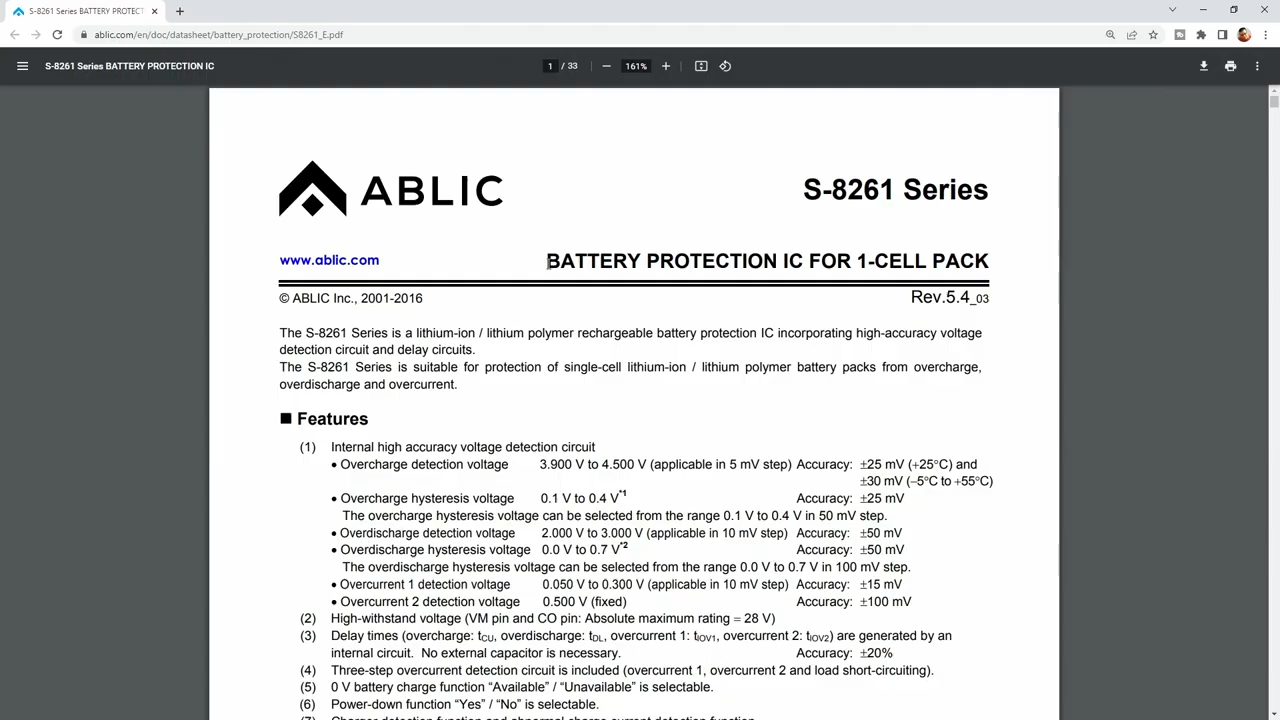 S-8261 Series BATTERY PROTECT
ablic.com/en/doc/datasheet/battery_protection/S8261_E.pdf
S-8261 Series BATTERY PROTECTION IC
1 / 33
161%
ABLIC
S-8261 Series
www.ablic.com
BATTERY PROTECTION IC FOR 1-CELL PACK
© ABLIC Inc., 2001-2016
Rev.5.4_03
The S-8261 Series is a lithium-ion / lithium polymer rechargeable battery protection IC incorporating high-accuracy voltage
detection circuit and delay circuits.
The S-8261 Series is suitable for protection of single-cell lithium-ion / lithium polymer battery packs from overcharge,
overdischarge and overcurrent.
■ Features
(1) Internal high accuracy voltage detection circuit
• Overcharge detection voltage 3.900 V to 4.500 V (applicable in 5 mV step) Accuracy: ±25 mV (+25°C) and
±30 mV (−5°C to +55°C)
• Overcharge hysteresis voltage 0.1 V to 0.4 V*1 Accuracy: ±25 mV
The overcharge hysteresis voltage can be selected from the range 0.1 V to 0.4 V in 50 mV step.
• Overdischarge detection voltage 2.000 V to 3.000 V (applicable in 10 mV step) Accuracy: ±50 mV
• Overdischarge hysteresis voltage 0.0 V to 0.7 V*2 Accuracy: ±50 mV
The overdischarge hysteresis voltage can be selected from the range 0.0 V to 0.7 V in 100 mV step.
• Overcurrent 1 detection voltage 0.050 V to 0.300 V (applicable in 10 mV step) Accuracy: ±15 mV
• Overcurrent 2 detection voltage 0.500 V (fixed) Accuracy: ±100 mV
(2) High-withstand voltage (VM pin and CO pin: Absolute maximum rating = 28 V)
(3) Delay times (overcharge: tCU, overdischarge: tDL, overcurrent 1: tIOV1, overcurrent 2: tIOV2) are generated by an
internal circuit. No external capacitor is necessary. Accuracy: ±20%
(4) Three-step overcurrent detection circuit is included (overcurrent 1, overcurrent 2 and load short-circuiting).
(5) 0 V battery charge function “Available” / “Unavailable” is selectable.
(6) Power-down function “Yes” / “No” is selectable.
(7) Charger detection function and abnormal charge current detection function